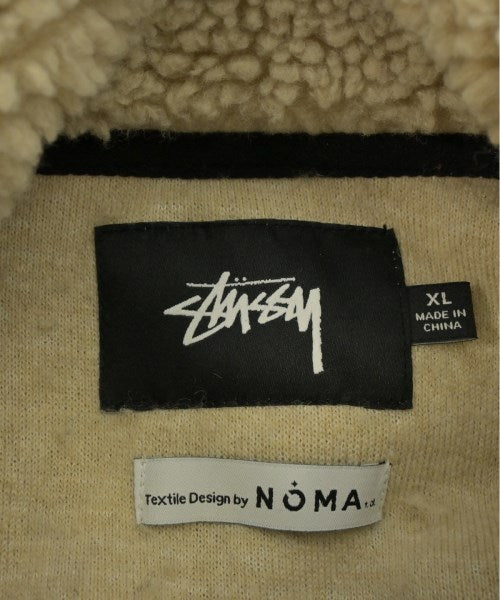 STÜSSY
XL
MADE IN
CHINA
Textile Design by NOMA t.d.